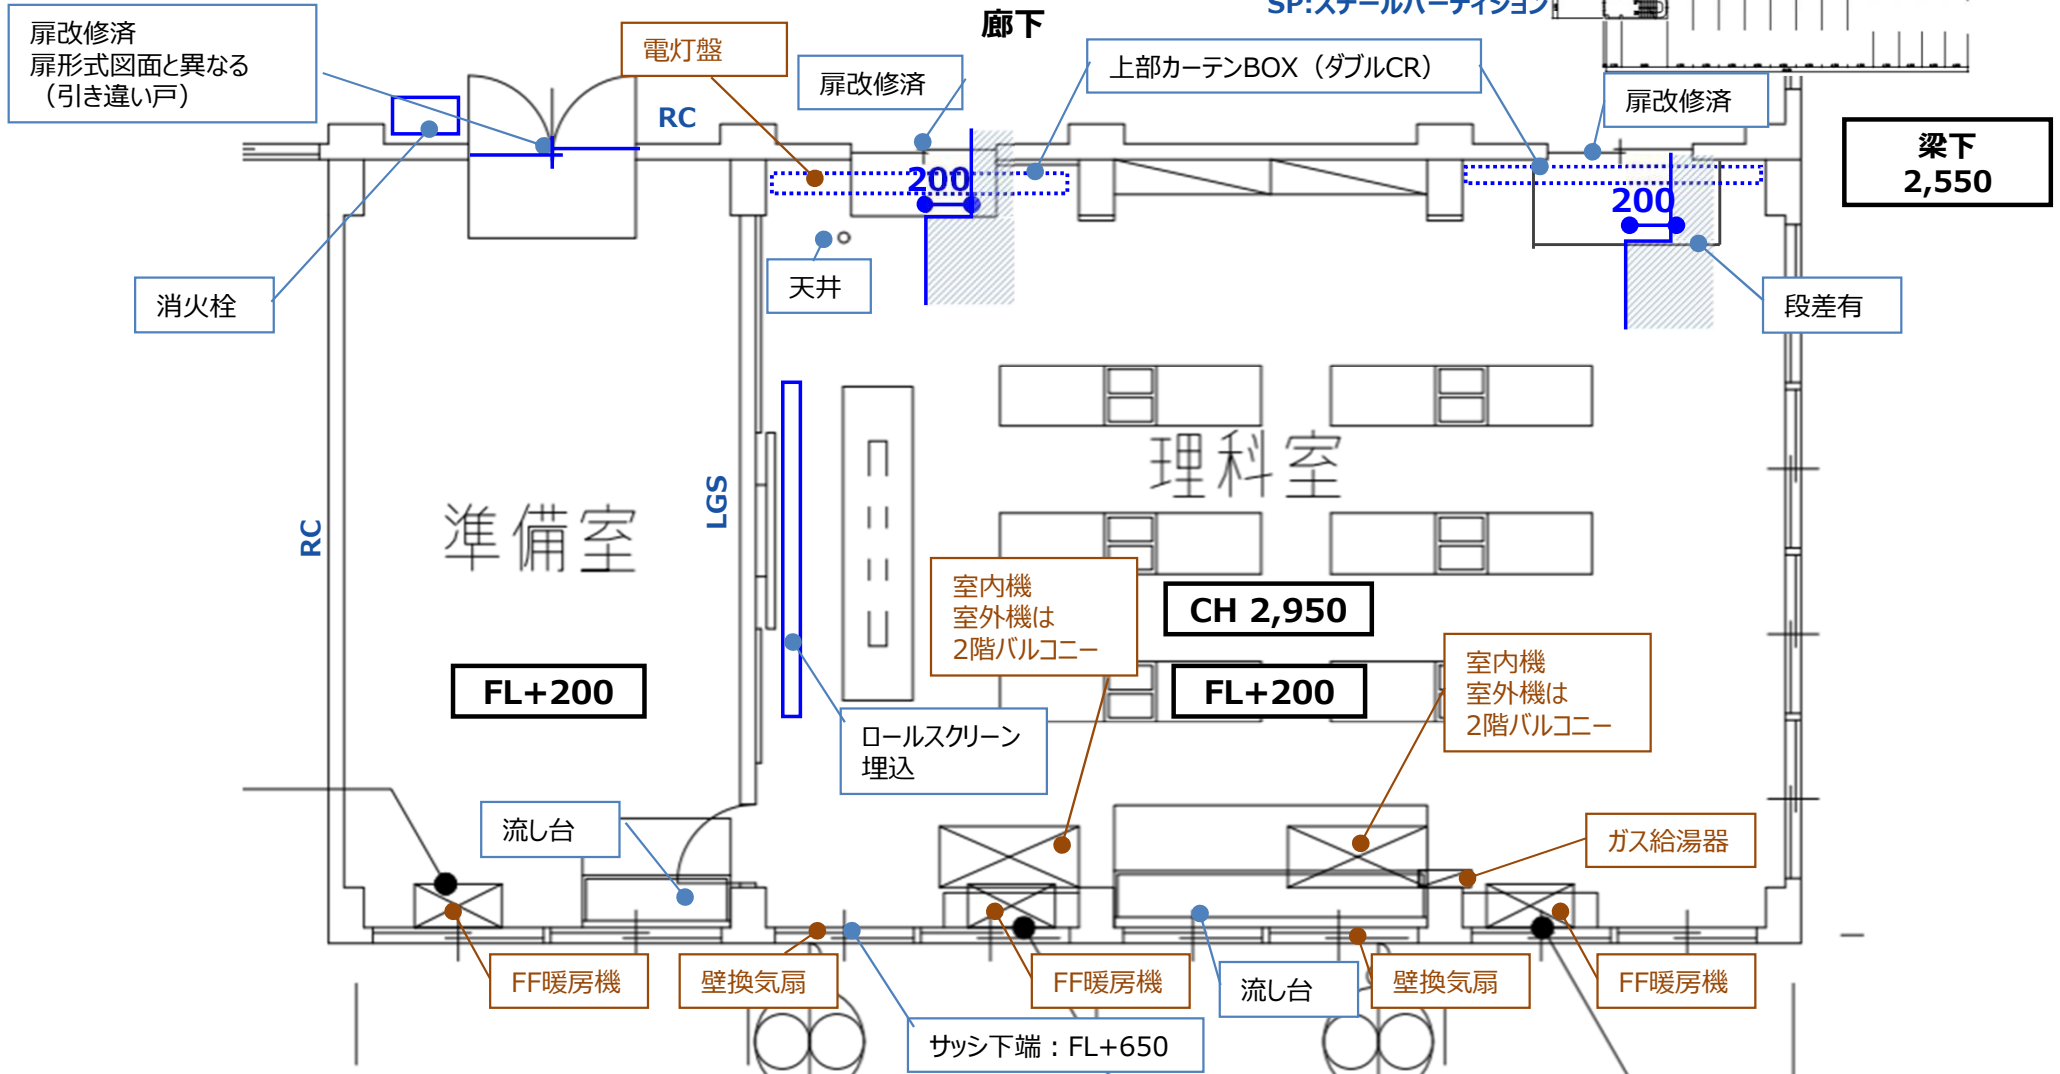 扉改修済
扉形式図面と異なる
（引き違い戸）
廊下
SP:スチールパーティション
電灯盤
扉改修済
上部カーテンBOX（ダブルCR）
扉改修済
RC
梁下
2,550
200
200
消火栓
天井
段差有
理科室
準備室
RC
LGS
室内機
室外機は
2階バルコニー
CH 2,950
FL+200
FL+200
室内機
室外機は
2階バルコニー
ロールスクリーン
埋込
流し台
ガス給湯器
FF暖房機
壁換気扇
FF暖房機
流し台
壁換気扇
FF暖房機
サッシ下端：FL+650